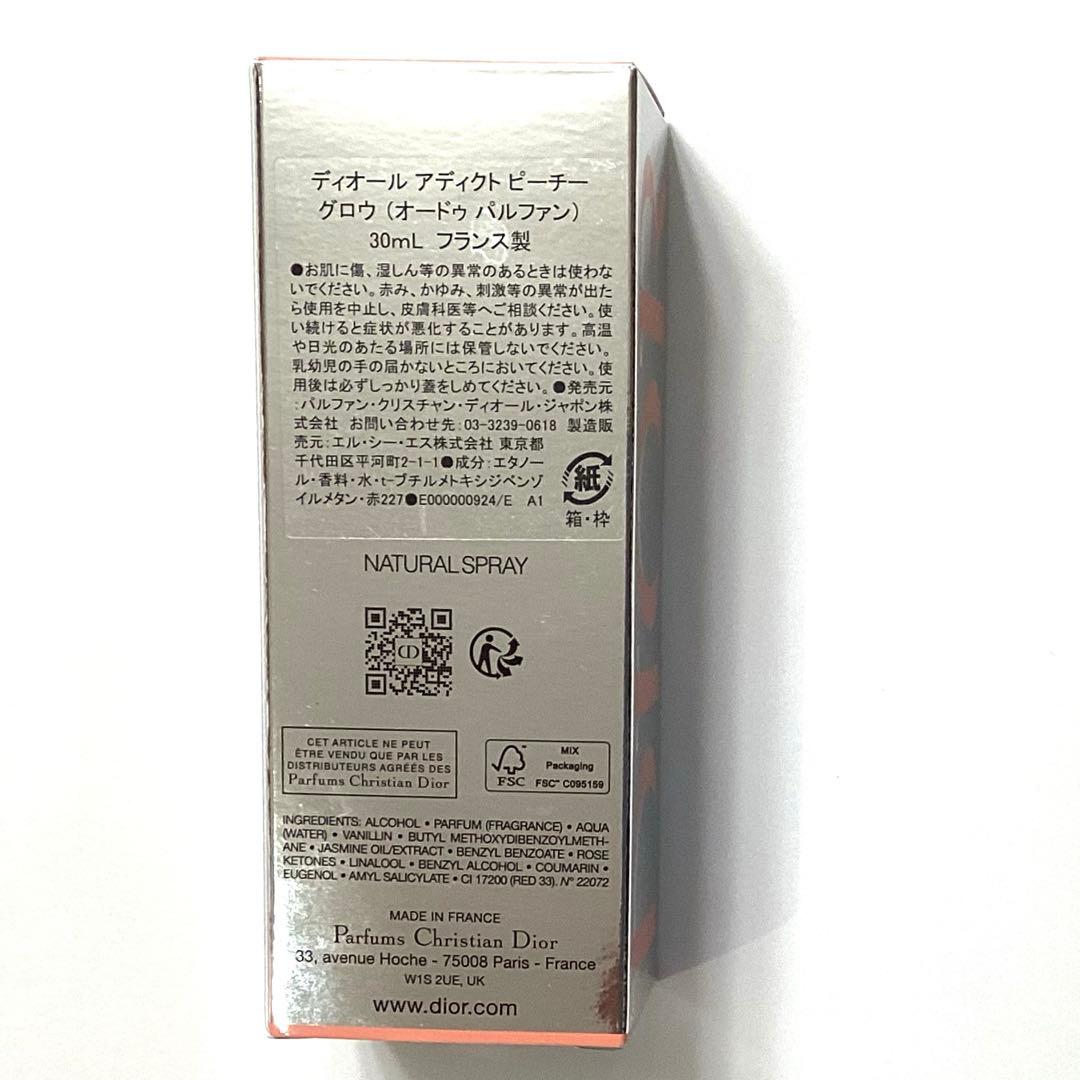 ディオール アディクト ピーチー
グロウ（オードゥ パルファン）
30mL フランス製
●お肌に傷、湿しん等の異常のあるときは使わな
いでください。赤み、かゆみ、刺激等の異常が出た
ら使用を中止し、皮膚科医等へご相談ください。使
い続けると症状が悪化することがあります。高温
や日光のあたる場所には保管しないでください。
乳幼児の手の届かないところにおいてください。使
用後は必ずしっかり蓋をしめてください。●発売元
：パルファン・クリスチャン・ディオール・ジャポン株
式会社 お問い合わせ先：03-3239-0618 製造販
売元：エル・シー・エス株式会社 東京都
千代田区平河町2-1-1●成分：エタノー
ル・香料・水・t-ブチルメトキシジベンゾ
イルメタン・赤227●E000000924/E A1
紙
箱・枠
NATURAL SPRAY
CD
CET ARTICLE NE PEUT
ÊTRE VENDU QUE PAR LES
DISTRIBUTEURS AGRÉÉS DES
Parfums Christian Dior
FSC
MIX
Packaging
FSC™ C095159
INGREDIENTS: ALCOHOL • PARFUM (FRAGRANCE) • AQUA
(WATER) • VANILLIN • BUTYL METHOXYDIBENZOYLMETH-
ANE • JASMINE OIL/EXTRACT • BENZYL BENZOATE • ROSE
KETONES • LINALOOL • BENZYL ALCOHOL • COUMARIN •
EUGENOL • AMYL SALICYLATE • CI 17200 (RED 33). N° 22072
MADE IN FRANCE
Parfums Christian Dior
33, avenue Hoche - 75008 Paris - France
W1S 2UE, UK
www.dior.com